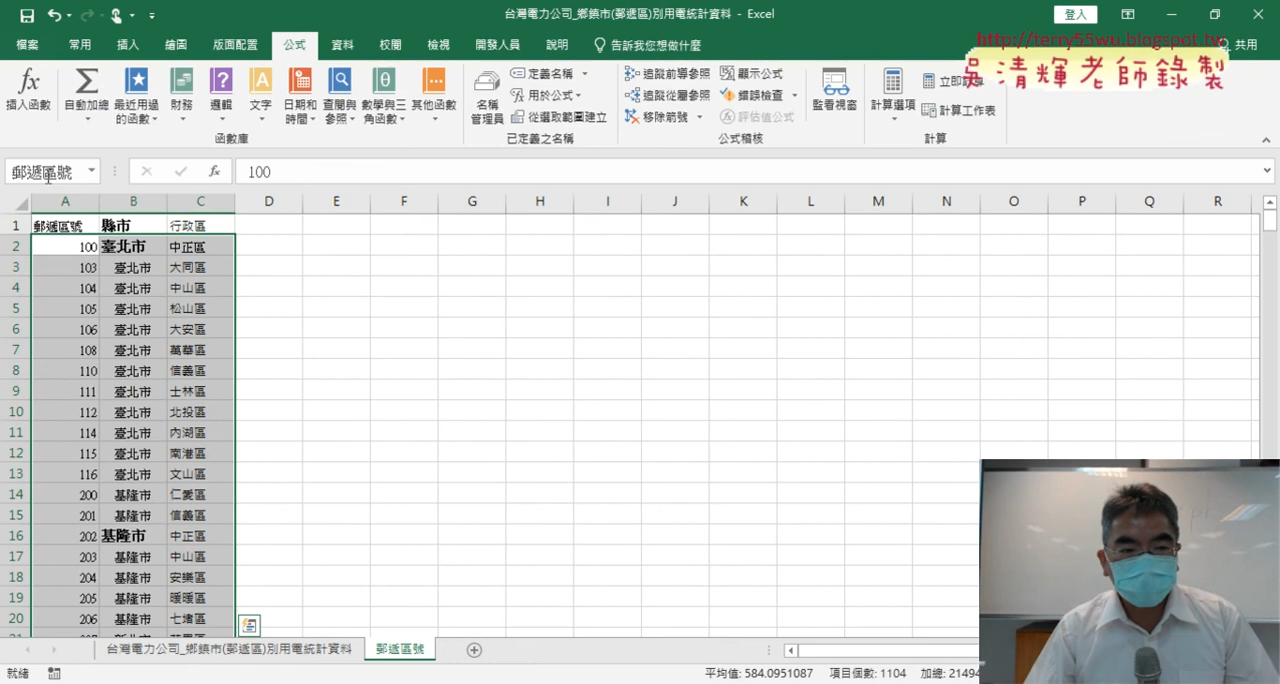 台灣電力公司_鄉鎮市(郵遞區)別用電統計資料 - Excel
登入
http://terry55wu.blogspot.tw
吳清輝老師錄製
檔案 常用 插入 繪圖 版面配置 公式 資料 校閱 檢視 開發人員 說明 告訴我您想做什麼 共用
插入函數 自動加總 最近用過的函數 財務 邏輯 文字 日期和時間 查閱與參照 數學與三角函數 其他函數
函數庫
名稱管理員 定義名稱 用於公式 從選取範圍建立
已定義之名稱
追蹤前導參照 追蹤從屬參照 移除箭號 顯示公式 錯誤檢查 評估值公式
公式稽核
監看視窗
計算選項 計算工作表
計算
郵遞區號 fx 100
A B C D E F G H I J K L M N O P Q R
1 郵遞區號 縣市 行政區
2 100 臺北市 中正區
3 103 臺北市 大同區
4 104 臺北市 中山區
5 105 臺北市 松山區
6 106 臺北市 大安區
7 108 臺北市 萬華區
8 110 臺北市 信義區
9 111 臺北市 士林區
10 112 臺北市 北投區
11 114 臺北市 內湖區
12 115 臺北市 南港區
13 116 臺北市 文山區
14 200 基隆市 仁愛區
15 201 基隆市 信義區
16 202 基隆市 中正區
17 203 基隆市 中山區
18 204 基隆市 安樂區
19 205 基隆市 暖暖區
20 206 基隆市 七堵區
台灣電力公司_鄉鎮市(郵遞區)別用電統計資料 郵遞區號
就緒 平均值: 584.0951087 項目個數: 1104 加總: 21494